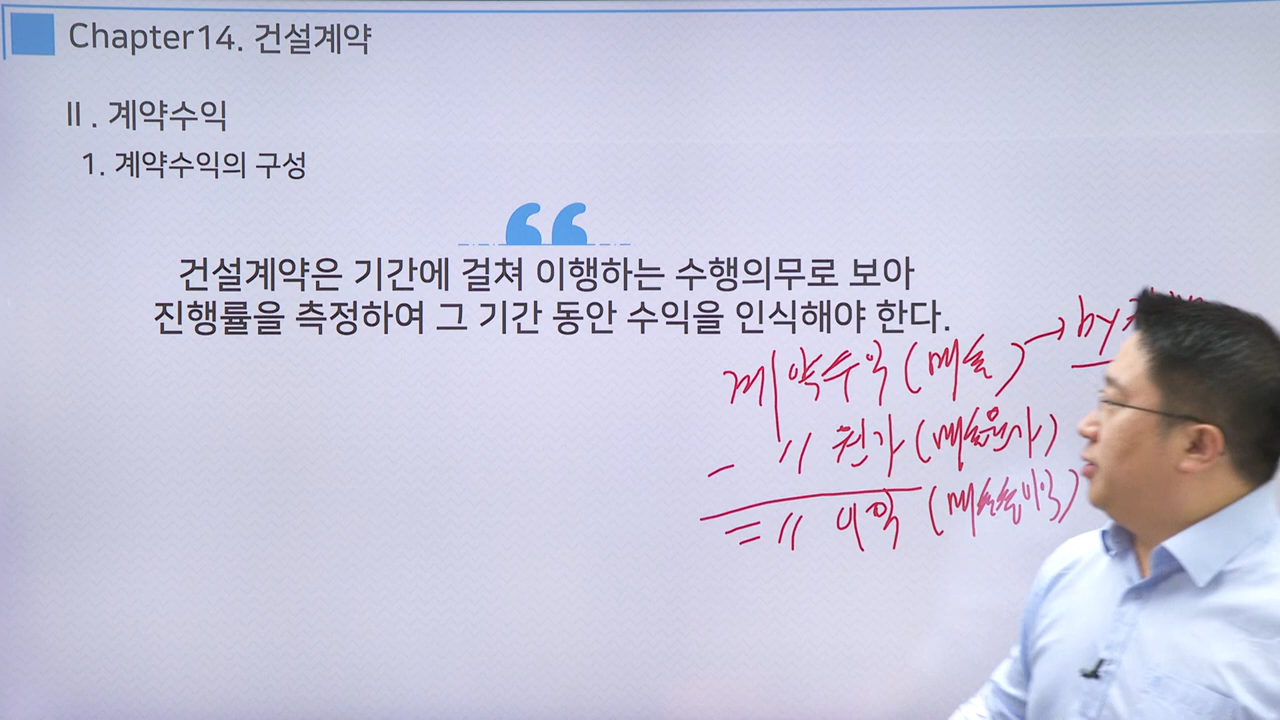 Chapter14. 건설계약
Ⅱ. 계약수익
1. 계약수익의 구성
건설계약은 기간에 걸쳐 이행하는 수행의무로 보아
진행률을 측정하여 그 기간 동안 수익을 인식해야 한다.
계약수익 (매출) → by
- 〃 원가 (매출원가)
= 〃 이익 (매출총이익)